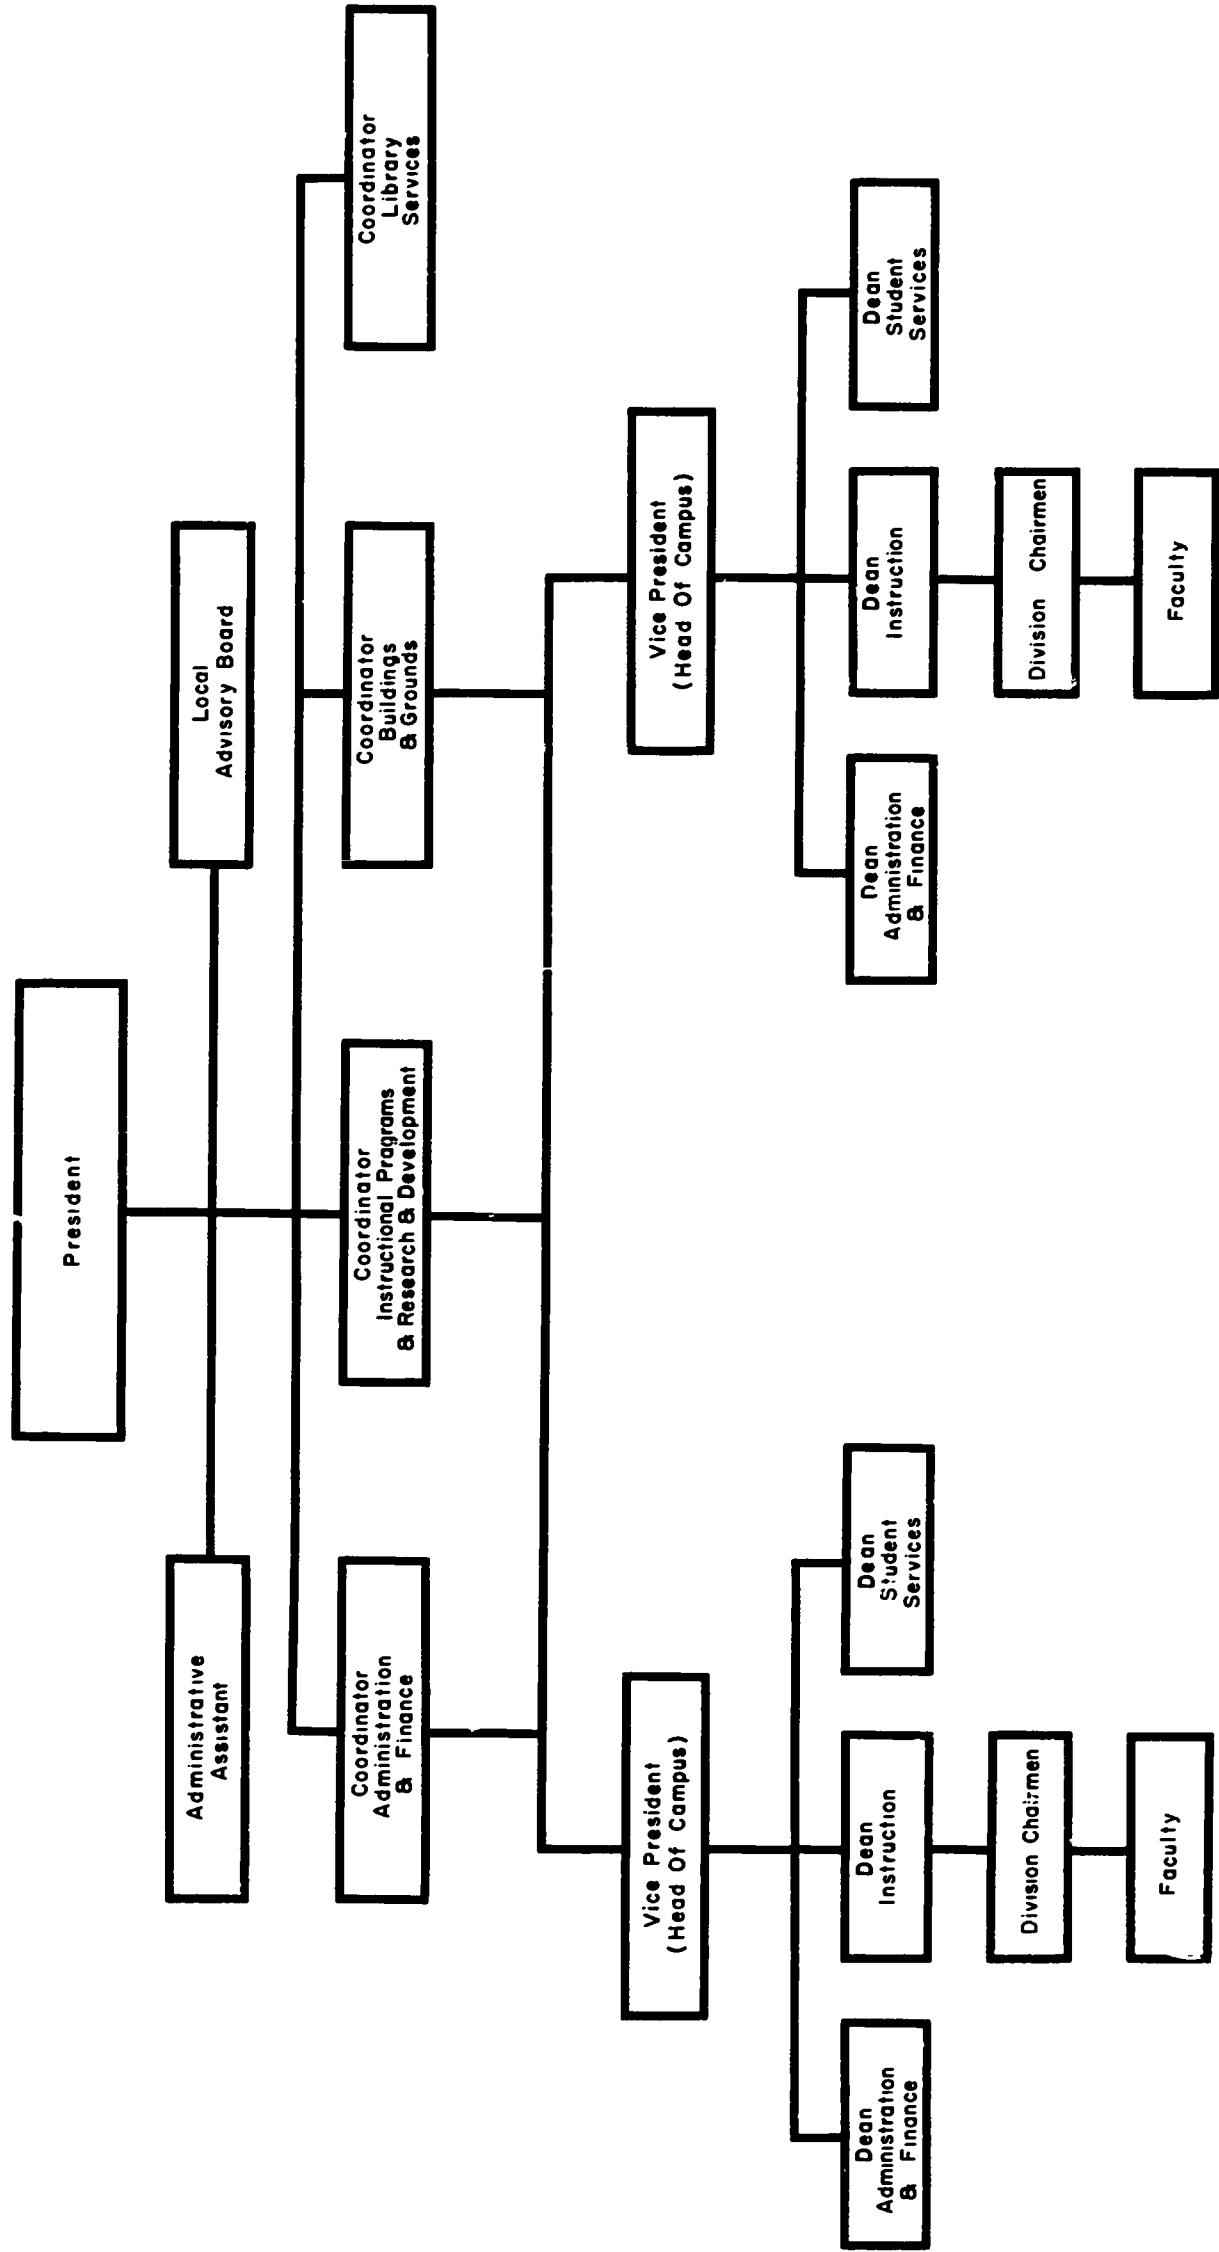 President
Administrative
Assistant
Local
Advisory Board
Coordinator
Administration
& Finance
Coordinator
Instructional Pragrams
& Research & Development
Coordinator
Buildings
& Grounds
Coordinator
Library
Services
Vice President
(Head Of Campus)
Vice President
(Head Of Campus)
Dean
Administration
& Finance
Dean
Instruction
Dean
Student
Services
Dean
Administration
& Finance
Dean
Instruction
Dean
Student
Services
Division Chairmen
Division Chairmen
Faculty
Faculty